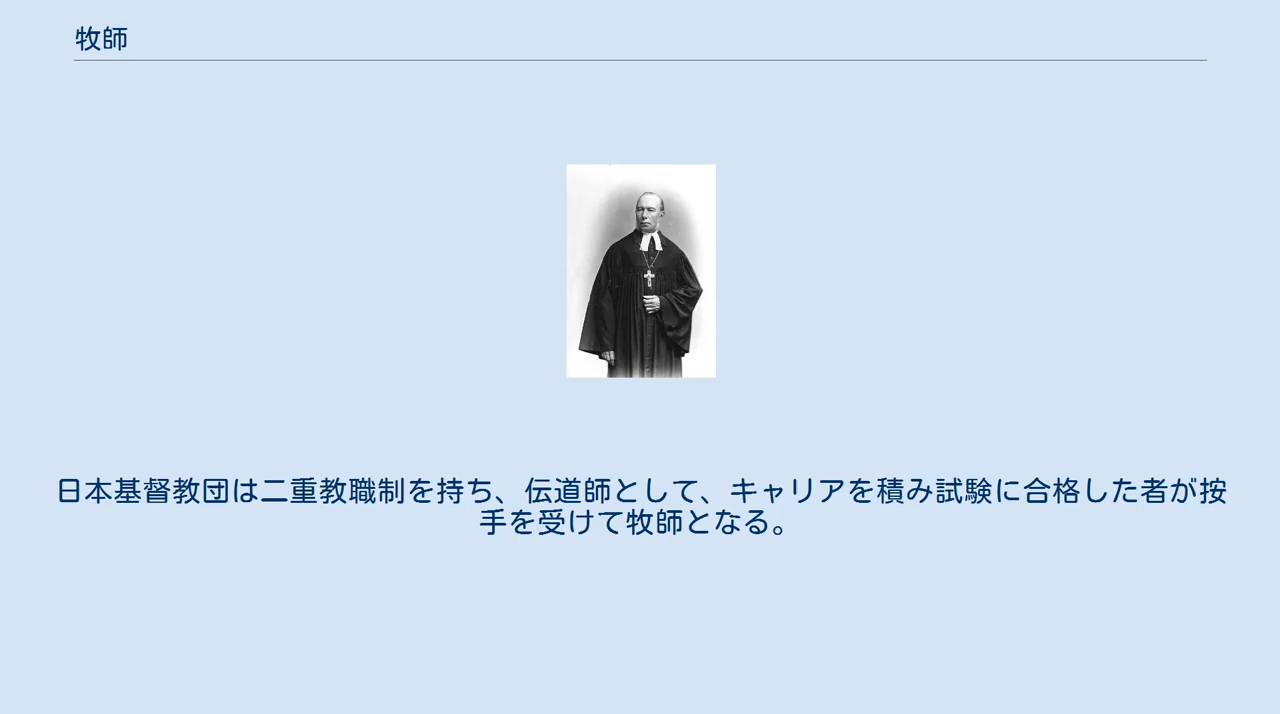 牧師
日本基督教団は二重教職制を持ち、伝道師として、キャリアを積み試験に合格した者が按
手を受けて牧師となる。